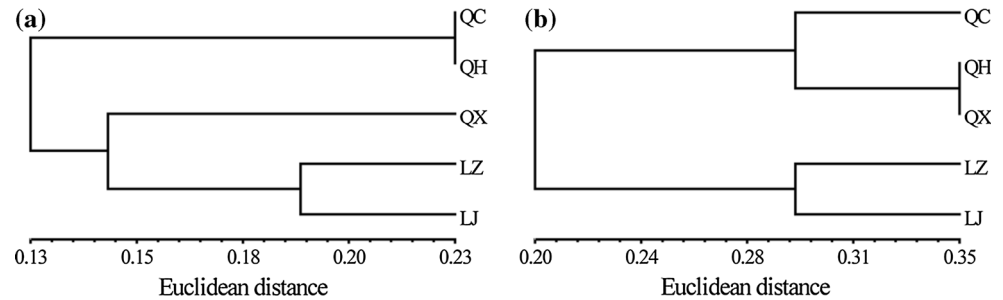 (a)
QC
QH
QX
LZ
LJ
0.13 0.15 0.18 0.20 0.23
Euclidean distance
(b)
QC
QH
QX
LZ
LJ
0.20 0.24 0.28 0.31 0.35
Euclidean distance